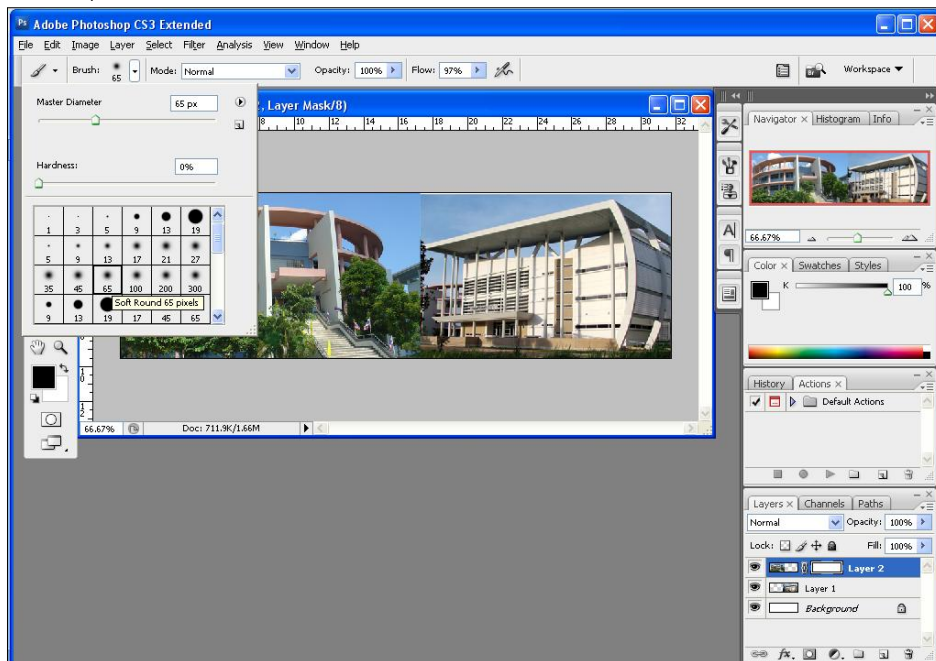 Ps Adobe Photoshop CS3 Extended
File Edit Image Layer Select Filter Analysis View Window Help
Brush: 65 Mode: Normal Opacity: 100% Flow: 97% Workspace
Master Diameter 65 px
Hardness: 0%
1 3 5 9 13 19
5 9 13 17 21 27
35 45 65 100 200 300
Soft Round 65 pixels
9 13 19 17 45 65
, Layer Mask/8)
8 10 12 14 16 18 20 22 24 26 28 30 32
66.67% Doc: 711.9K/1.66M
Navigator × Histogram Info
66.67%
Color × Swatches Styles
K 100 %
History Actions ×
Default Actions
Layers × Channels Paths
Normal Opacity: 100%
Lock: Fill: 100%
Layer 2
Layer 1
Background